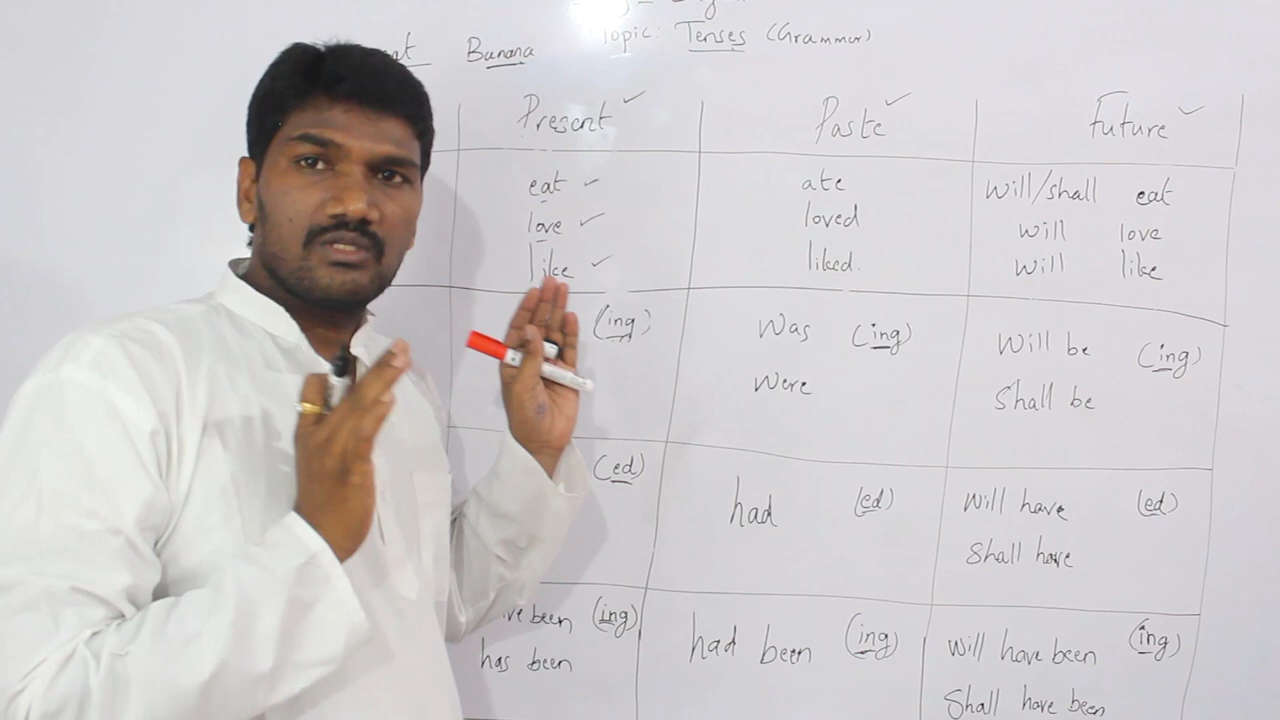 Banana Topic: Tenses (Grammar)
Present Paste Future
eat ate will/shall eat
love loved will love
like liked. will like
(ing) Was (ing) Will be (ing)
Were Shall be
(ed) had (ed) Will have (ed)
Shall have
been (ing) had been (ing) Will have been (ing)
has been Shall have been